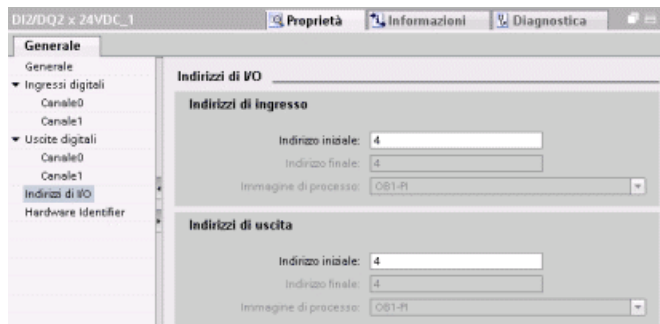 DI2/DQ2 x 24VDC_1
Proprietà
Informazioni
Diagnostica
Generale
Generale
Ingressi digitali
Canale0
Canale1
Uscite digitali
Canale0
Canale1
Indirizzi di I/O
Hardware Identifier
Indirizzi di I/O
Indirizzi di ingresso
Indirizzo iniziale: 4
Indirizzo finale: 4
Immagine di processo: OB1-PI
Indirizzi di uscita
Indirizzo iniziale: 4
Indirizzo finale: 4
Immagine di processo: OB1-PI